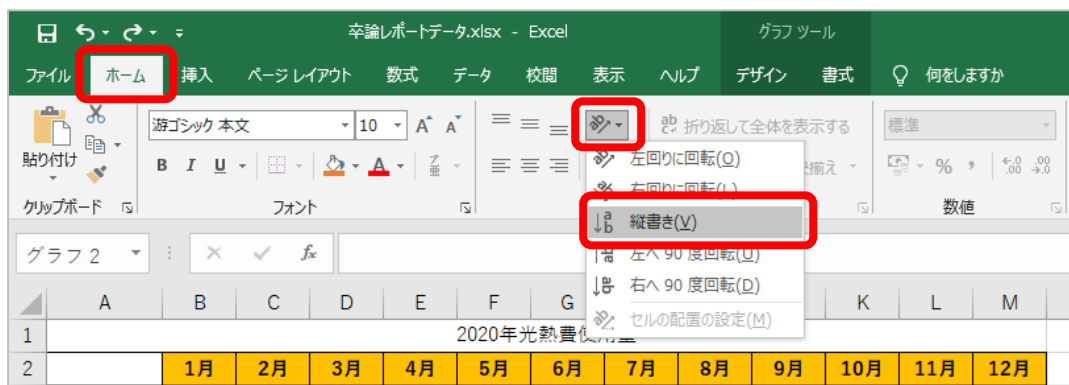 卒論レポートデータ.xlsx - Excel グラフ ツール
ファイル ホーム 挿入 ページ レイアウト 数式 データ 校閲 表示 ヘルプ デザイン 書式 何をしますか
游ゴシック 本文 10 A A ab 折り返して全体を表示する 標準
貼り付け B I U A 亜 揃え % , .0 .00
クリップボード フォント 数値
左回りに回転(O)
右回りに回転(L)
縦書き(V)
左へ 90 度回転(U)
右へ 90 度回転(D)
セルの配置の設定(M)
グラフ 2 fx
A B C D E F G K L M
1 2020年光熱費使用量
2 1月 2月 3月 4月 5月 6月 7月 8月 9月 10月 11月 12月